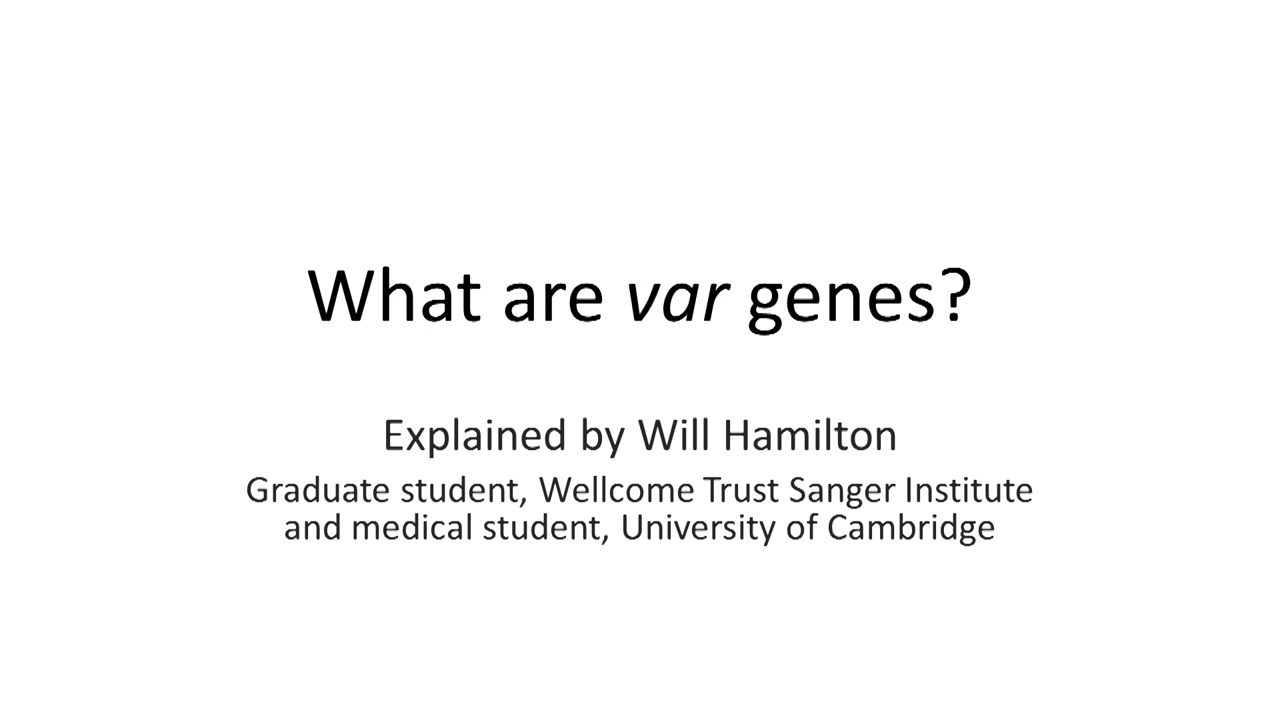 What are var genes?
Explained by Will Hamilton
Graduate student, Wellcome Trust Sanger Institute
and medical student, University of Cambridge